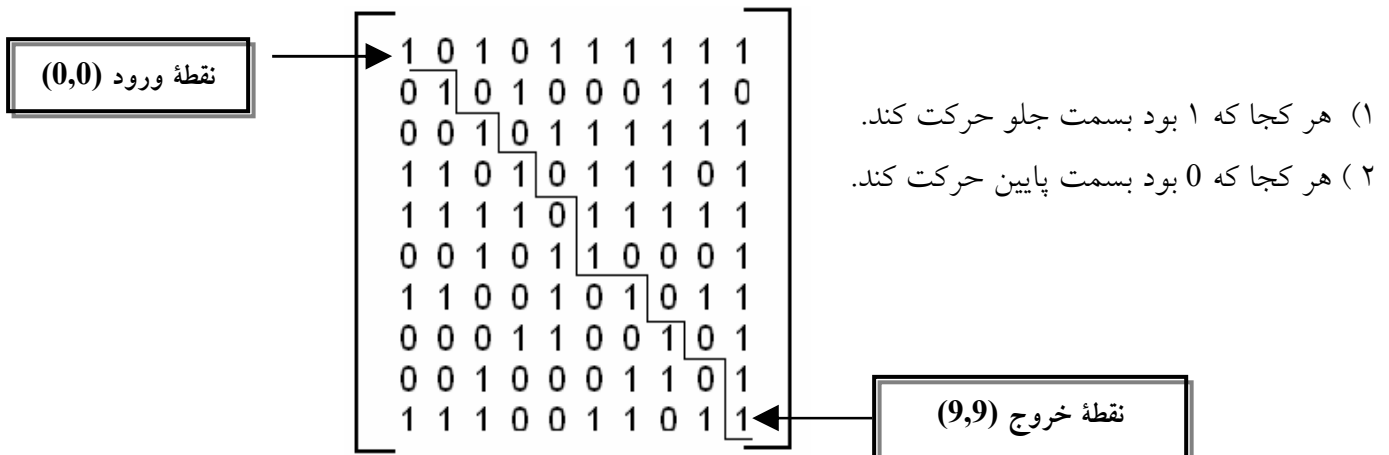 نقطهٔ ورود (0,0)
1 0 1 0 1 1 1 1 1 1
0 1 0 1 0 0 0 1 1 0
0 0 1 0 1 1 1 1 1 1
1 1 0 1 0 1 1 1 0 1
1 1 1 1 0 1 1 1 1 1
0 0 1 0 1 1 0 0 0 1
1 1 0 0 1 0 1 0 1 1
0 0 0 1 1 0 0 1 0 1
0 0 1 0 0 0 1 1 0 1
1 1 1 0 0 1 1 0 1 1
۱) هر کجا که ۱ بود بسمت جلو حرکت کند.
۲ ) هر کجا که 0 بود بسمت پایین حرکت کند.
نقطهٔ خروج (9,9)